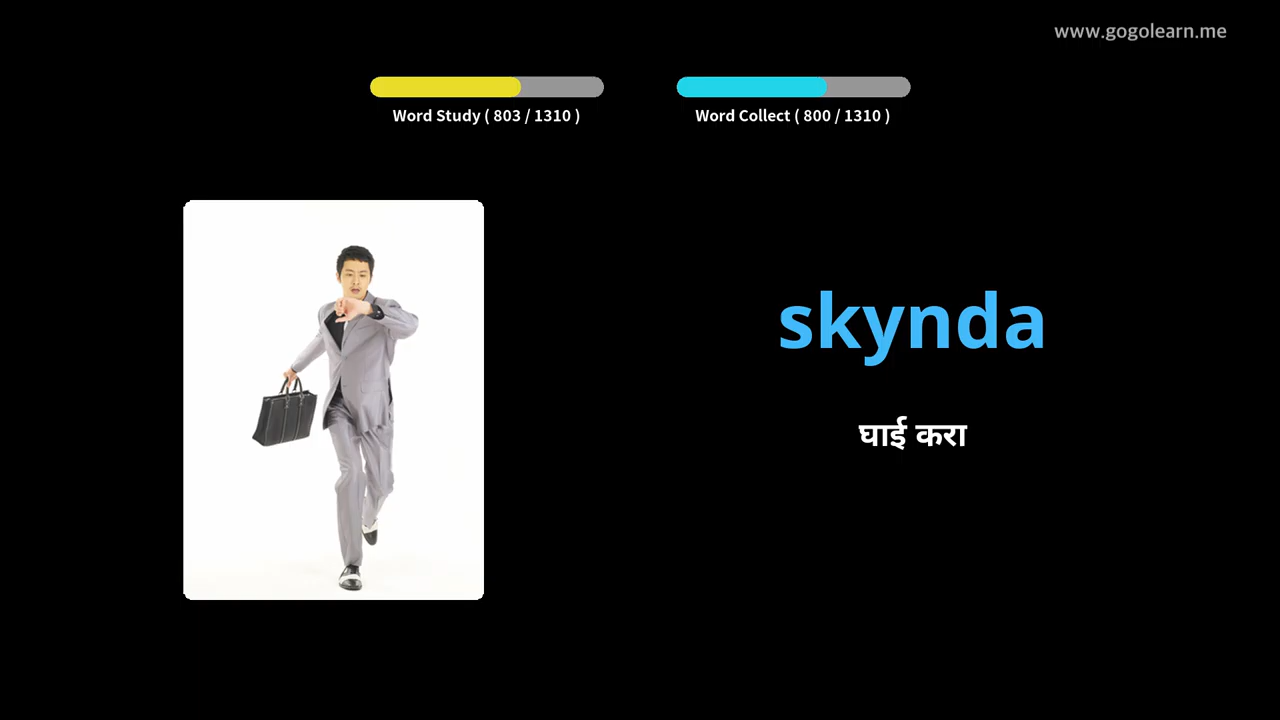 www.gogolearn.me
Word Study ( 803 / 1310 )
Word Collect ( 800 / 1310 )
skynda
घाई करा